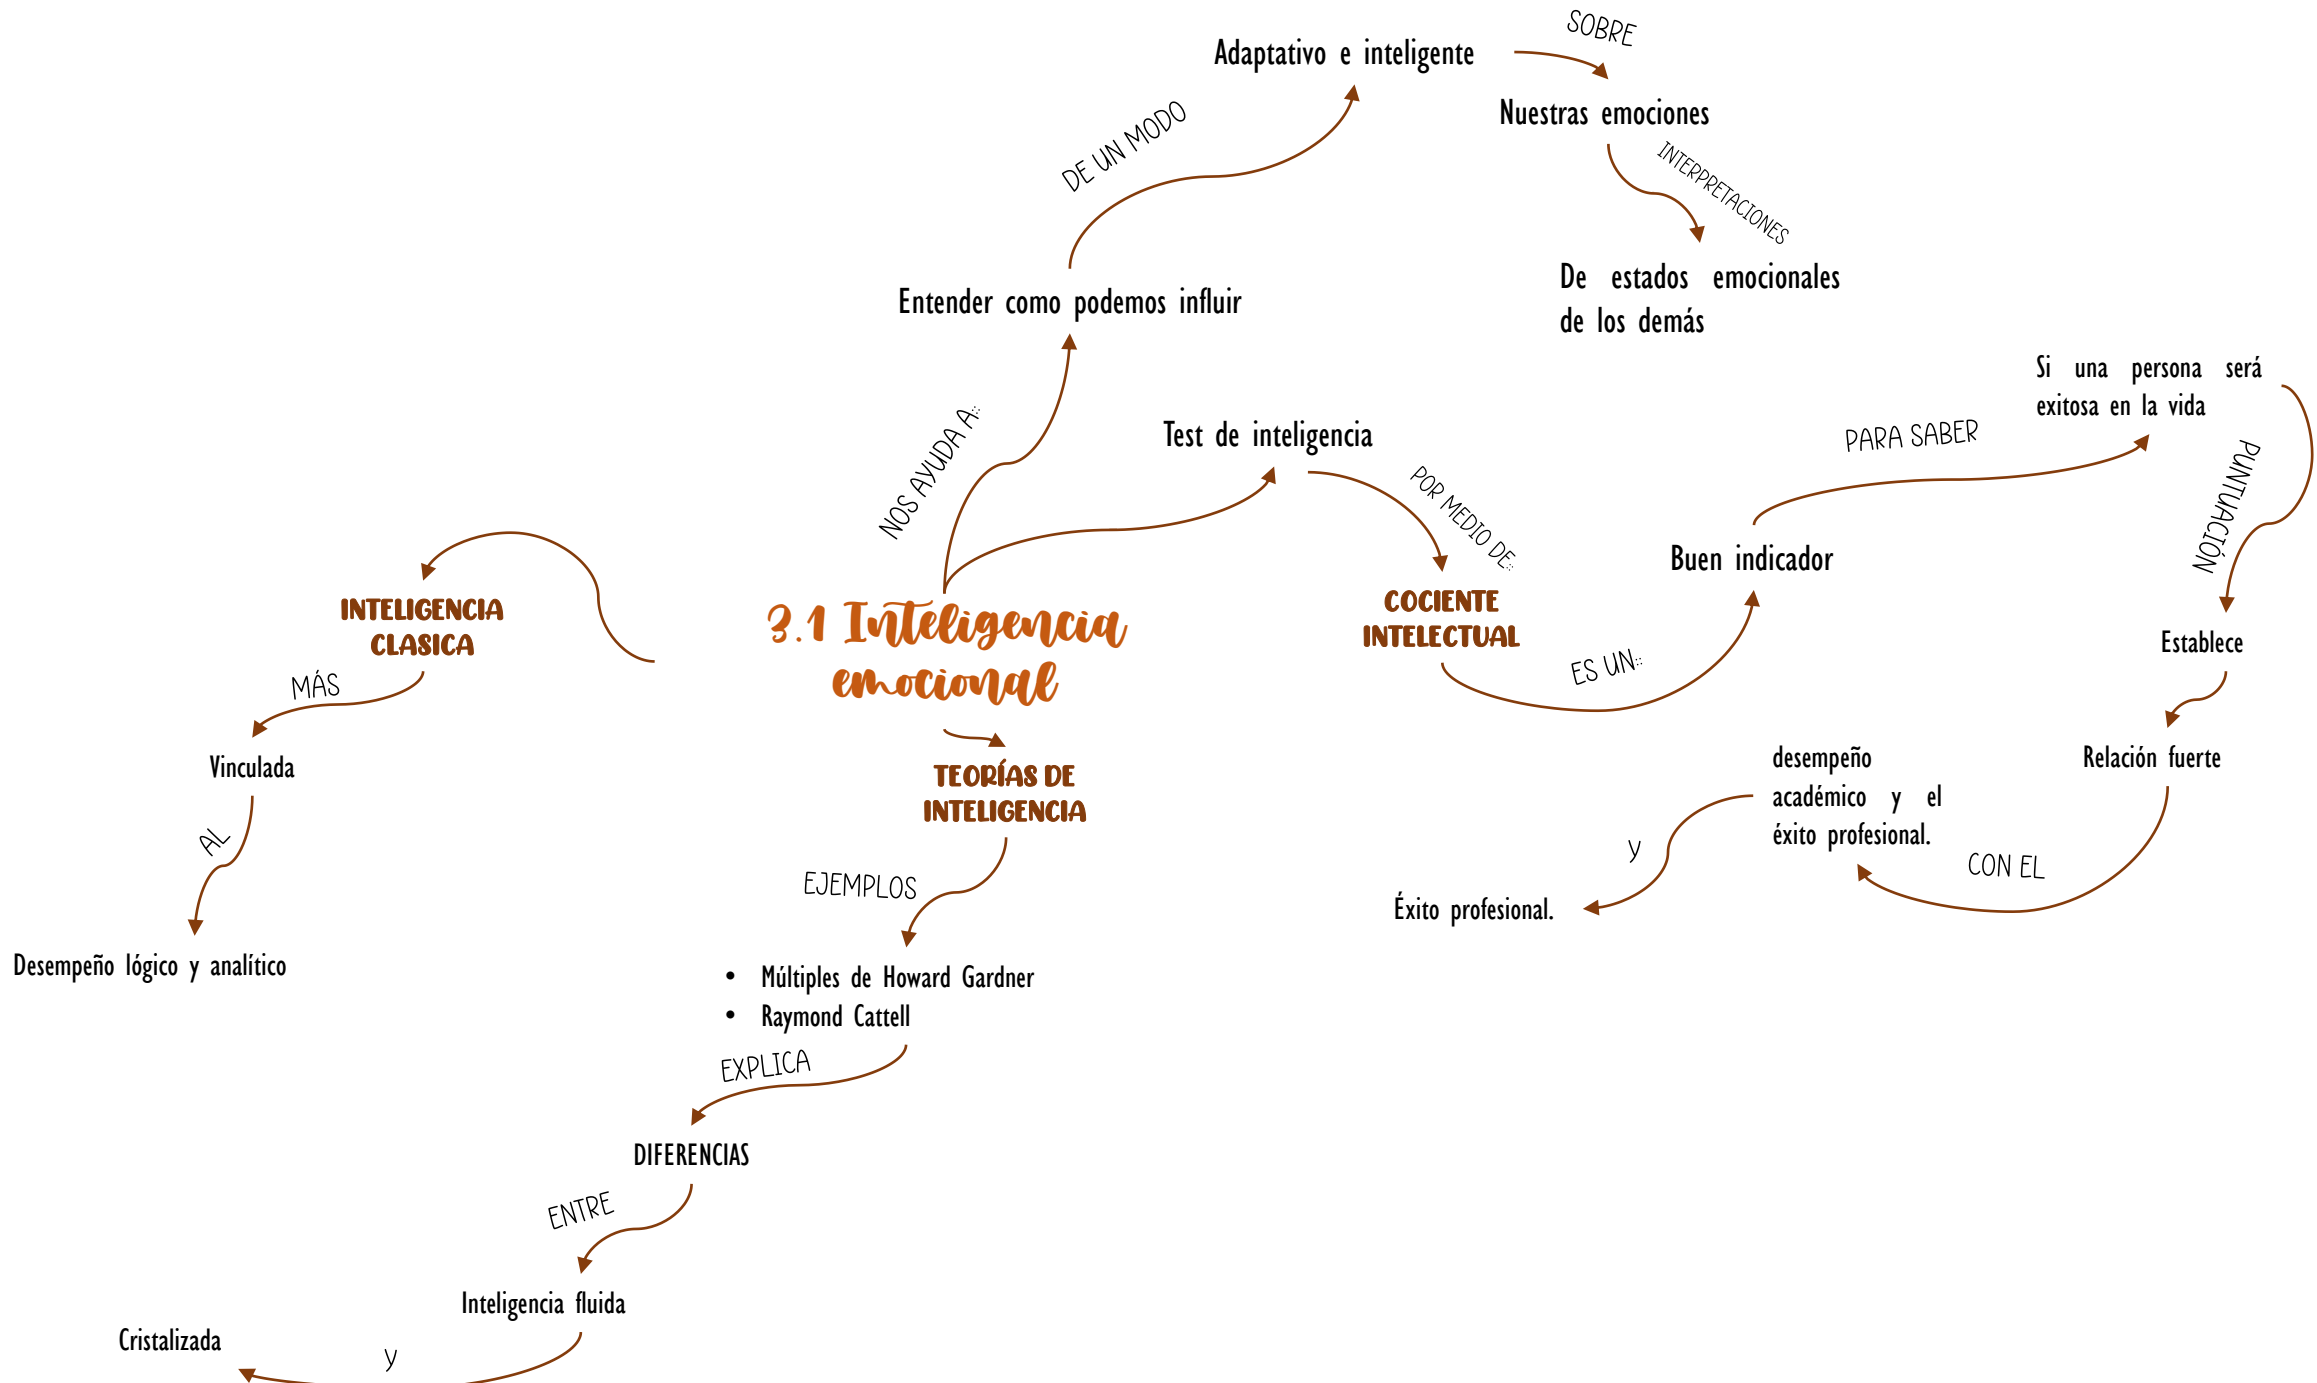 SOBRE
Adaptativo e inteligente
Nuestras emociones
DE UN MODO
INTERPRETACIONES
De estados emocionales
de los demás
Entender como podemos influir
NOS AYUDA A:
Si una persona será
exitosa en la vida
PARA SABER
PUNTUACIÓN
Test de inteligencia
POR MEDIO DE:
Buen indicador
INTELIGENCIA
CLASICA
3.1 Inteligencia
emocional
COCIENTE
INTELECTUAL
ES UN:
Establece
MÁS
Vinculada
AL
Desempeño lógico y analítico
TEORÍAS DE
INTELIGENCIA
Relación fuerte
desempeño
académico y el
éxito profesional.
CON EL
Y
Éxito profesional.
EJEMPLOS
• Múltiples de Howard Gardner
• Raymond Cattell
EXPLICA
DIFERENCIAS
ENTRE
Inteligencia fluida
Y
Cristalizada